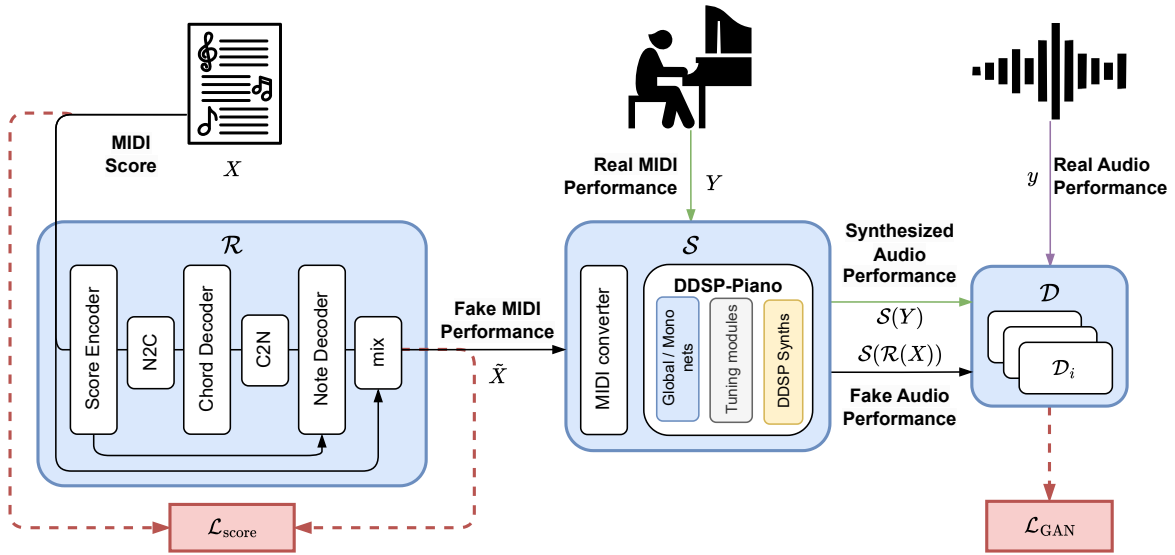 MIDI
Score
X
Real MIDI
Performance
Y
y
Real Audio
Performance
R
Score Encoder
N2C
Chord Decoder
C2N
Note Decoder
mix
Fake MIDI
Performance
X̃
S
MIDI converter
DDSP-Piano
Global / Mono
nets
Tuning modules
DDSP Synths
Synthesized
Audio
Performance
S(Y)
S(R(X))
Fake Audio
Performance
D
D_i
L_score
L_GAN